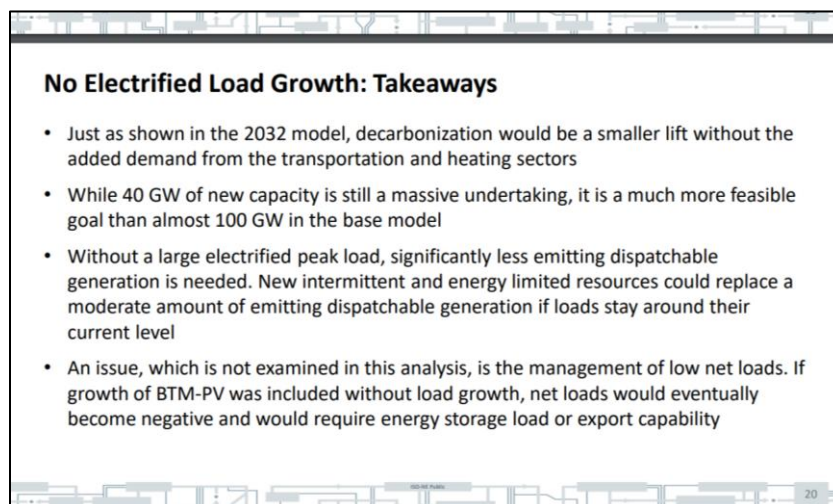 No Electrified Load Growth: Takeaways
• Just as shown in the 2032 model, decarbonization would be a smaller lift without the
added demand from the transportation and heating sectors
• While 40 GW of new capacity is still a massive undertaking, it is a much more feasible
goal than almost 100 GW in the base model
• Without a large electrified peak load, significantly less emitting dispatchable
generation is needed. New intermittent and energy limited resources could replace a
moderate amount of emitting dispatchable generation if loads stay around their
current level
• An issue, which is not examined in this analysis, is the management of low net loads. If
growth of BTM-PV was included without load growth, net loads would eventually
become negative and would require energy storage load or export capability
ISO-NE Public
20